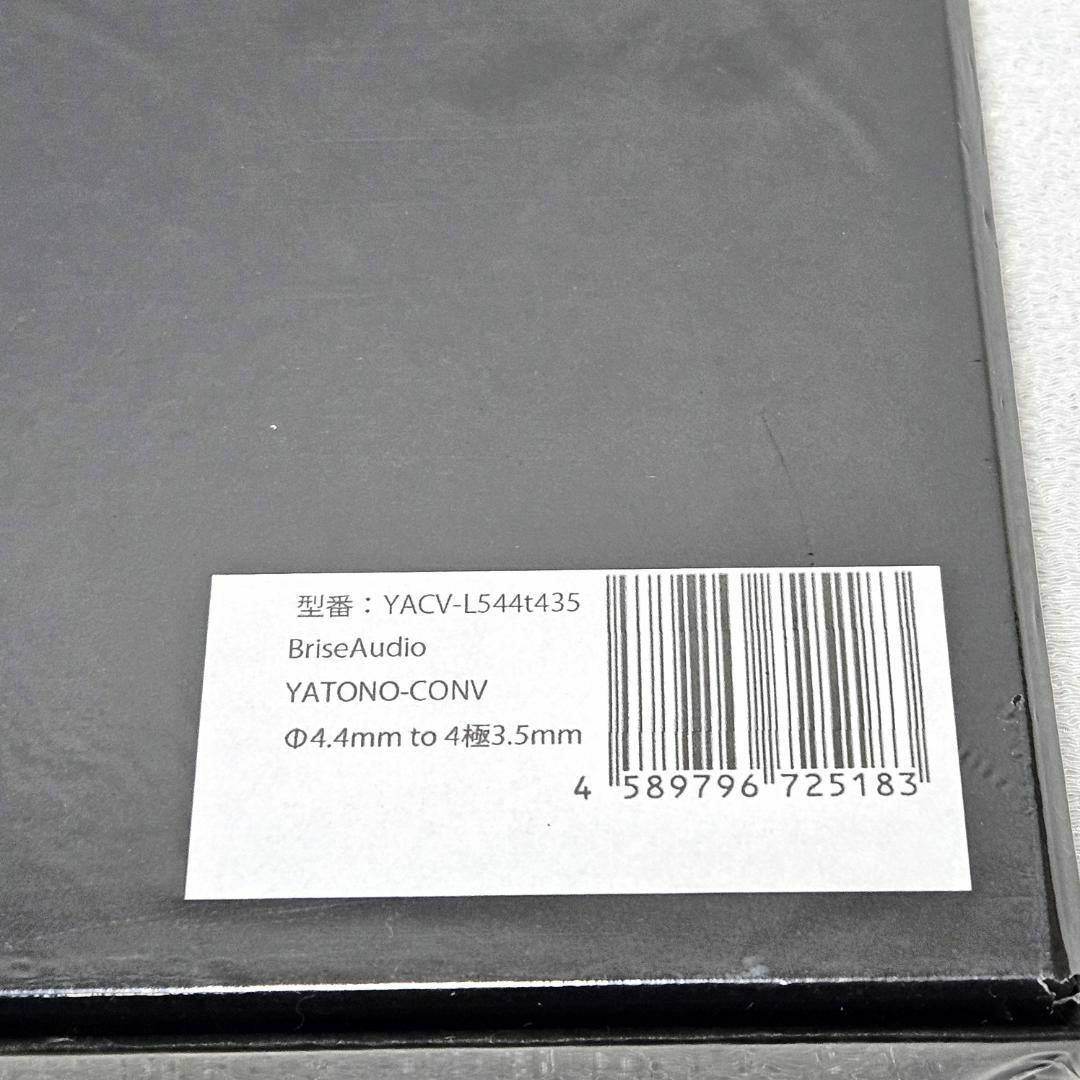 型番：YACV-L544t435
BriseAudio
YATONO-CONV
Φ4.4mm to 4極3.5mm
4 589796 725183